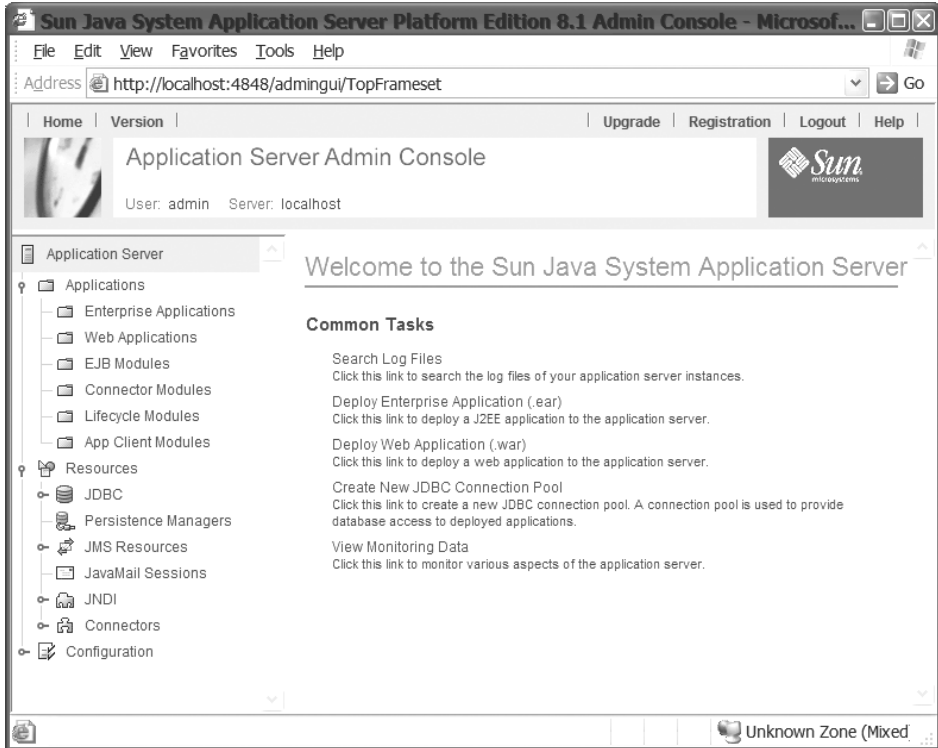 Sun Java System Application Server Platform Edition 8.1 Admin Console - Microsof...
File Edit View Favorites Tools Help
Address http://localhost:4848/admingui/TopFrameset Go
Home Version Upgrade Registration Logout Help
Application Server Admin Console
User: admin Server: localhost
Sun
microsystems
Application Server
Applications
Enterprise Applications
Web Applications
EJB Modules
Connector Modules
Lifecycle Modules
App Client Modules
Resources
JDBC
Persistence Managers
JMS Resources
JavaMail Sessions
JNDI
Connectors
Configuration
Welcome to the Sun Java System Application Server
Common Tasks
Search Log Files
Click this link to search the log files of your application server instances.
Deploy Enterprise Application (.ear)
Click this link to deploy a J2EE application to the application server.
Deploy Web Application (.war)
Click this link to deploy a web application to the application server.
Create New JDBC Connection Pool
Click this link to create a new JDBC connection pool. A connection pool is used to provide
database access to deployed applications.
View Monitoring Data
Click this link to monitor various aspects of the application server.
Unknown Zone (Mixed